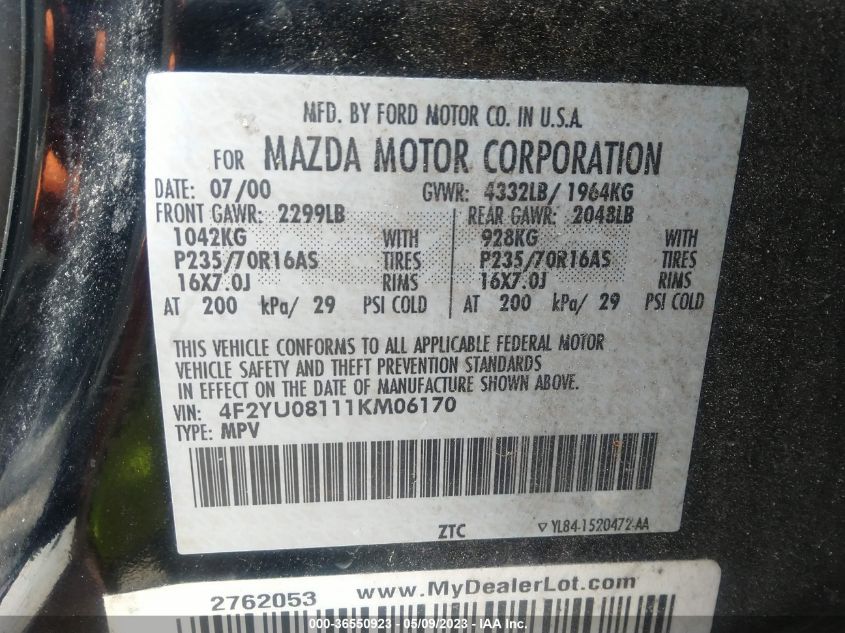 MFD. BY FORD MOTOR CO. IN U.S.A.
FOR MAZDA MOTOR CORPORATION
DATE: 07/00 GVWR: 4332LB/ 1964KG
FRONT GAWR: 2299LB REAR GAWR: 2048LB
1042KG WITH 928KG WITH
P235/70R16AS TIRES P235/70R16AS TIRES
16X7.0J RIMS 16X7.0J RIMS
AT 200 kPa/ 29 PSI COLD AT 200 kPa/ 29 PSI COLD
THIS VEHICLE CONFORMS TO ALL APPLICABLE FEDERAL MOTOR
VEHICLE SAFETY AND THEFT PREVENTION STANDARDS
IN EFFECT ON THE DATE OF MANUFACTURE SHOWN ABOVE.
VIN: 4F2YU08111KM06170
TYPE: MPV
ZTC ▽ YL84-1520472-AA
2762053 www.MyDealerLot.com
000-36550923 - 05/09/2023 - IAA Inc.